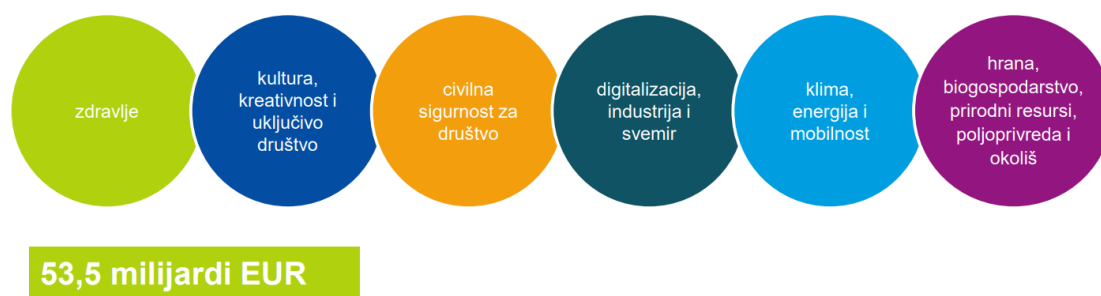 zdravlje
kultura,
kreativnost i
uključivo
društvo
civilna
sigurnost za
društvo
digitalizacija,
industrija i
svemir
klima,
energija i
mobilnost
hrana,
biogospodarstvo,
prirodni resursi,
poljoprivreda i
okoliš
53,5 milijardi EUR